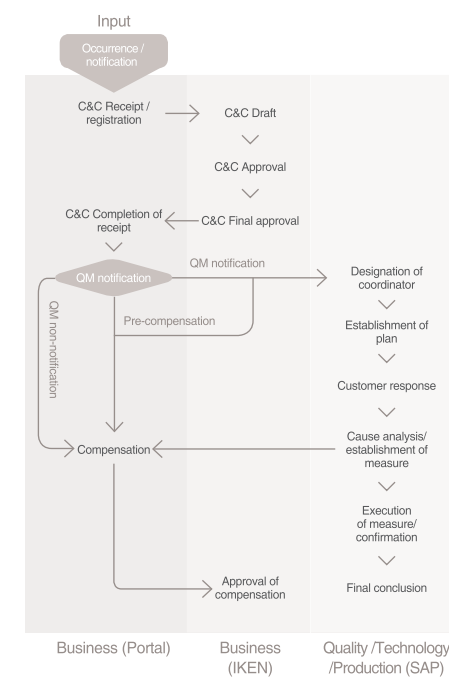 Input
Occurrence /
notification
C&C Receipt /
registration
C&C Draft
C&C Approval
C&C Completion of
receipt
C&C Final approval
QM notification
QM notification
Designation of
coordinator
QM non-notification
Pre-compensation
Establishment of
plan
Customer response
Compensation
Cause analysis/
establishment of
measure
Execution
of measure/
confirmation
Approval of
compensation
Final conclusion
Business (Portal)
Business
(IKEN)
Quality /Technology
/Production (SAP)